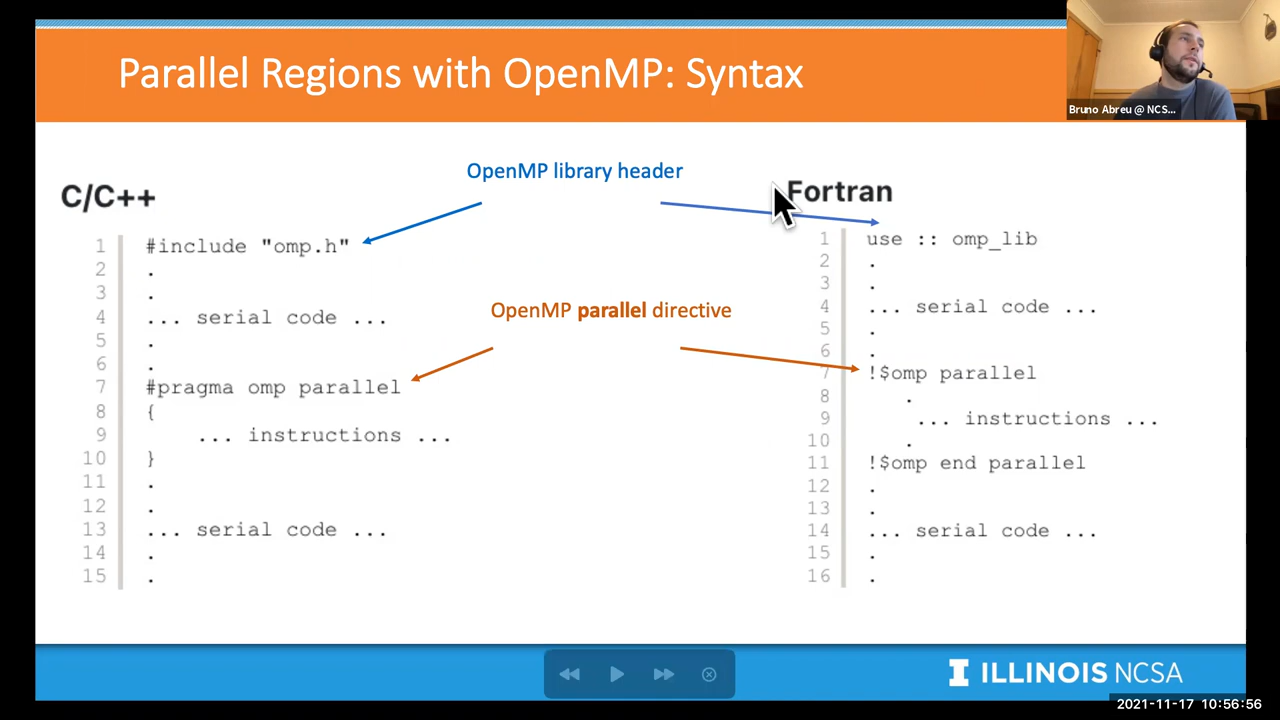 Parallel Regions with OpenMP: Syntax
Bruno Abreu @ NCS...
OpenMP library header
C/C++
1 #include "omp.h"
2 .
3 .
4 ... serial code ...
5 .
6 .
7 #pragma omp parallel
8 {
9 ... instructions ...
10 }
11 .
12 .
13 ... serial code ...
14 .
15 .
OpenMP parallel directive
Fortran
1 use :: omp_lib
2 .
3 .
4 ... serial code ...
5 .
6 .
7 !$omp parallel
8 .
9 ... instructions ...
10 .
11 !$omp end parallel
12 .
13 .
14 ... serial code ...
15 .
16 .
I ILLINOIS NCSA
2021-11-17 10:56:56